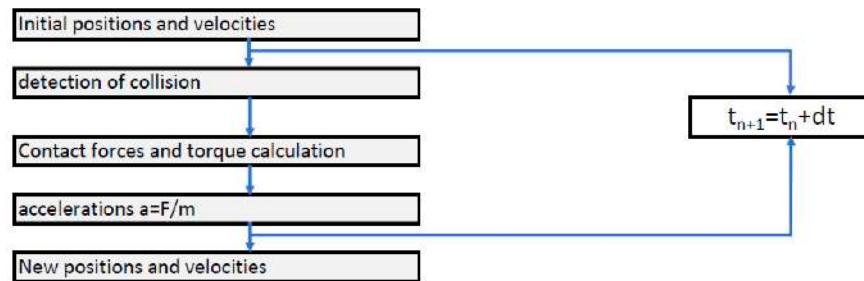 Initial positions and velocities
detection of collision
tₙ₊₁=tₙ+dt
Contact forces and torque calculation
accelerations a=F/m
New positions and velocities